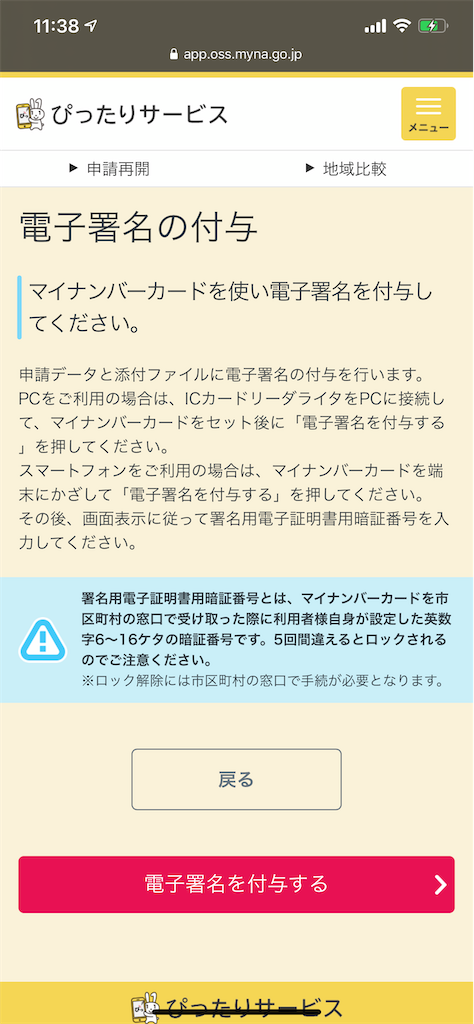 11:38
app.oss.myna.go.jp
ぴったりサービス
メニュー
▶ 申請再開
▶ 地域比較
電子署名の付与
マイナンバーカードを使い電子署名を付与し
てください。
申請データと添付ファイルに電子署名の付与を行います。
PCをご利用の場合は、ICカードリーダライタをPCに接続し
て、マイナンバーカードをセット後に「電子署名を付与する
」を押してください。
スマートフォンをご利用の場合は、マイナンバーカードを端
末にかざして「電子署名を付与する」を押してください。
その後、画面表示に従って署名用電子証明書用暗証番号を入
力してください。
署名用電子証明書用暗証番号とは、マイナンバーカードを市
区町村の窓口で受け取った際に利用者様自身が設定した英数
字6〜16ケタの暗証番号です。5回間違えるとロックされる
のでご注意ください。
※ロック解除には市区町村の窓口で手続が必要となります。
戻る
電子署名を付与する
ぴったりサービス